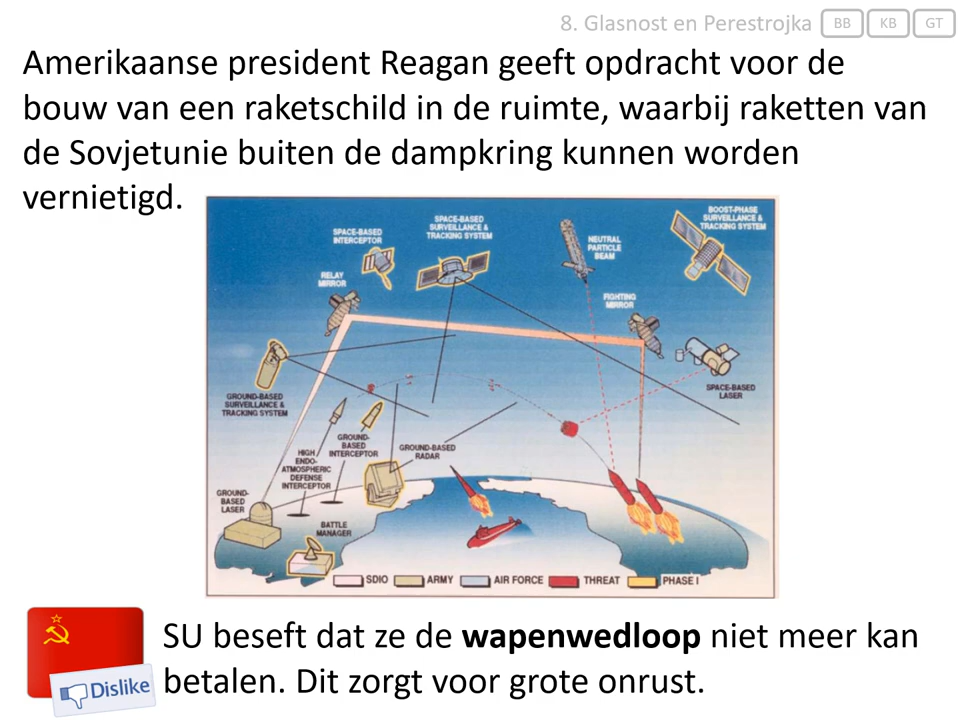 8. Glasnost en Perestrojka BB KB GT
Amerikaanse president Reagan geeft opdracht voor de
bouw van een raketschild in de ruimte, waarbij raketten van
de Sovjetunie buiten de dampkring kunnen worden
vernietigd.
SPACE-BASED
INTERCEPTOR
SPACE-BASED
SURVEILLANCE &
TRACKING SYSTEM
NEUTRAL
PARTICLE
BEAM
BOOST-PHASE
SURVEILLANCE &
TRACKING SYSTEM
RELAY
MIRROR
FIGHTING
MIRROR
SPACE-BASED
LASER
GROUND-BASED
SURVEILLANCE &
TRACKING SYSTEM
HIGH
ENDO-
ATMOSPHERIC
DEFENSE
INTERCEPTOR
GROUND-
BASED
INTERCEPTOR
GROUND-BASED
RADAR
GROUND-
BASED
LASER
BATTLE
MANAGER
SDIO ARMY AIR FORCE THREAT PHASE I
SU beseft dat ze de wapenwedloop niet meer kan
betalen. Dit zorgt voor grote onrust.
Dislike